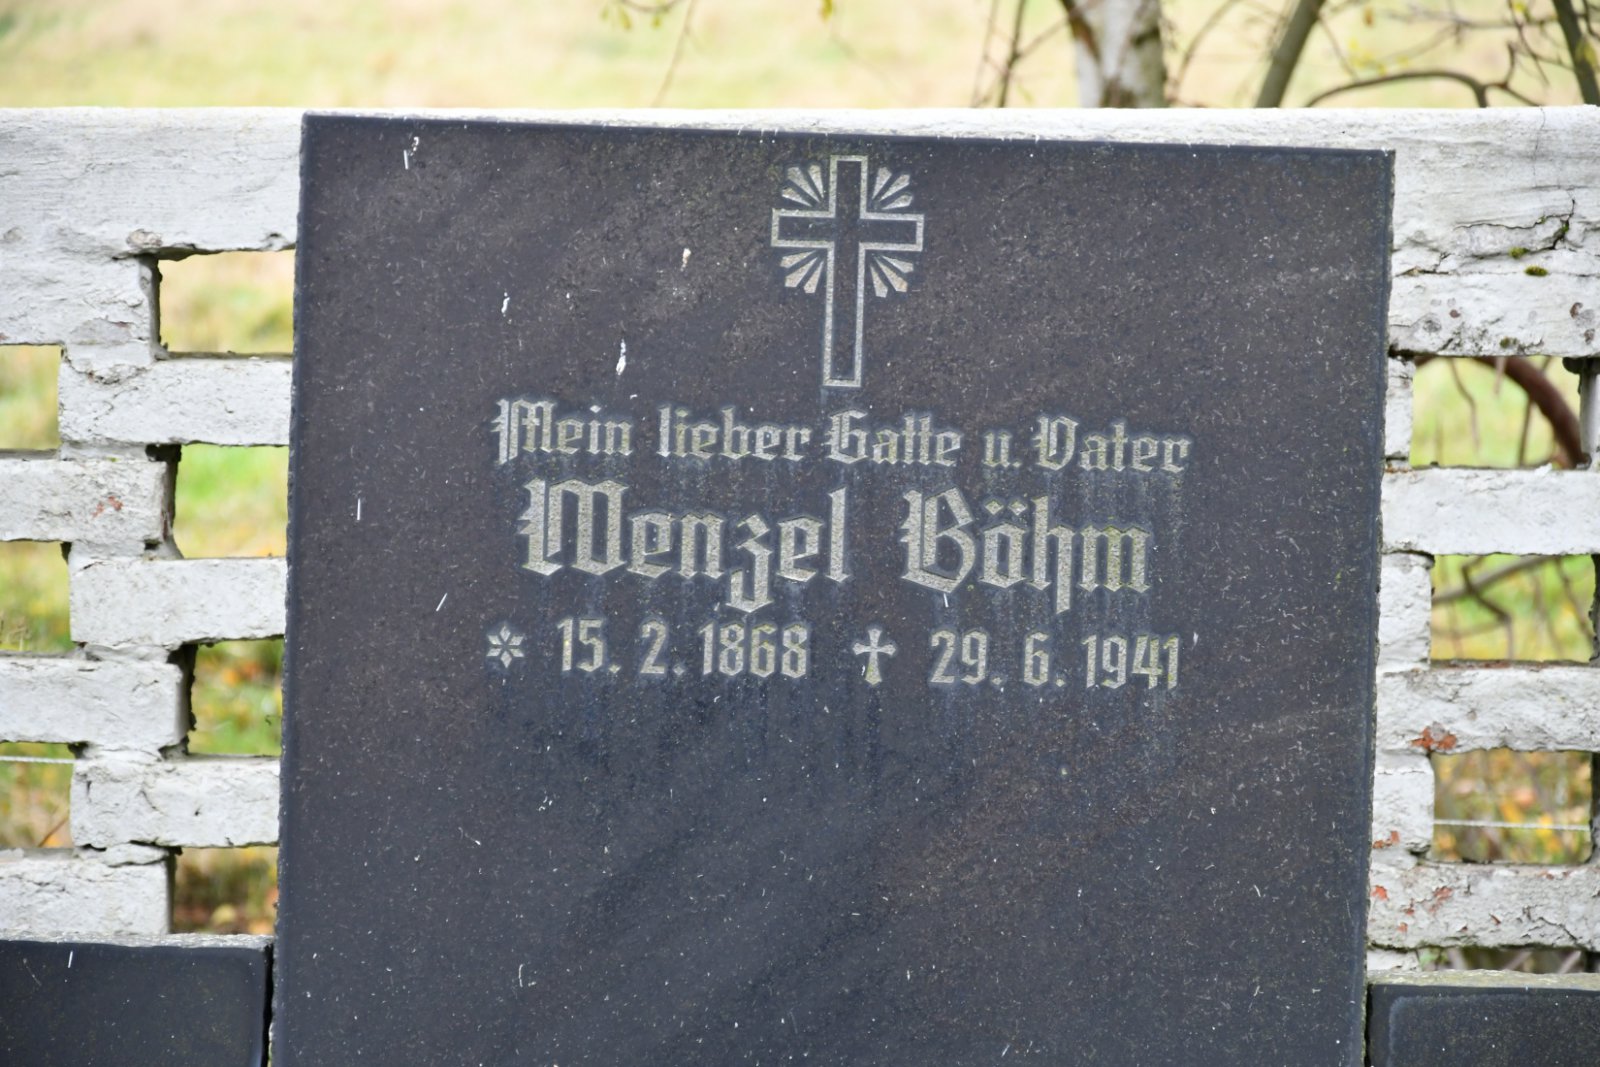 Mein lieber Gatte u. Vater
Wenzel Böhm
* 15. 2. 1868 ✝ 29. 6. 1941